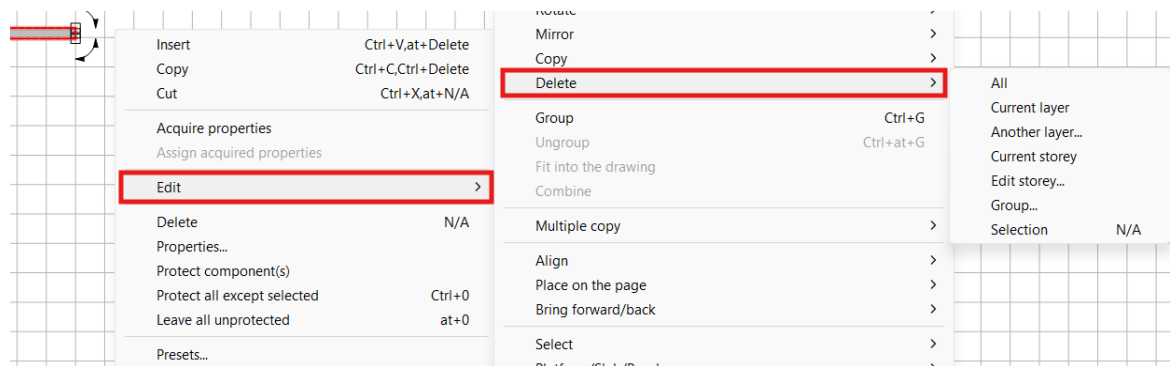 Insert Ctrl+V,at+Delete
Copy Ctrl+C,Ctrl+Delete
Cut Ctrl+X,at+N/A
Acquire properties
Assign acquired properties
Edit
Delete N/A
Properties...
Protect component(s)
Protect all except selected Ctrl+0
Leave all unprotected at+0
Presets...
Rotate
Mirror
Copy
Delete
Group Ctrl+G
Ungroup Ctrl+at+G
Fit into the drawing
Combine
Multiple copy
Align
Place on the page
Bring forward/back
Select
All
Current layer
Another layer...
Current storey
Edit storey...
Group...
Selection N/A